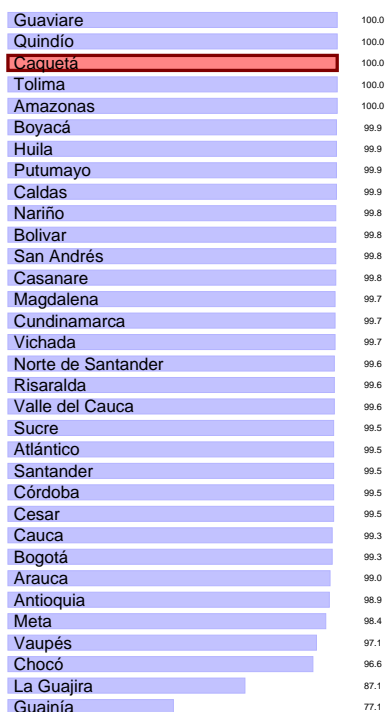 Guaviare 100.0
Quindío 100.0
Caquetá 100.0
Tolima 100.0
Amazonas 100.0
Boyacá 99.9
Huila 99.9
Putumayo 99.9
Caldas 99.9
Nariño 99.8
Bolivar 99.8
San Andrés 99.8
Casanare 99.8
Magdalena 99.7
Cundinamarca 99.7
Vichada 99.7
Norte de Santander 99.6
Risaralda 99.6
Valle del Cauca 99.6
Sucre 99.5
Atlántico 99.5
Santander 99.5
Córdoba 99.5
Cesar 99.5
Cauca 99.3
Bogotá 99.3
Arauca 99.0
Antioquia 98.9
Meta 98.4
Vaupés 97.1
Chocó 96.6
La Guajira 87.1
Guainía 77.1